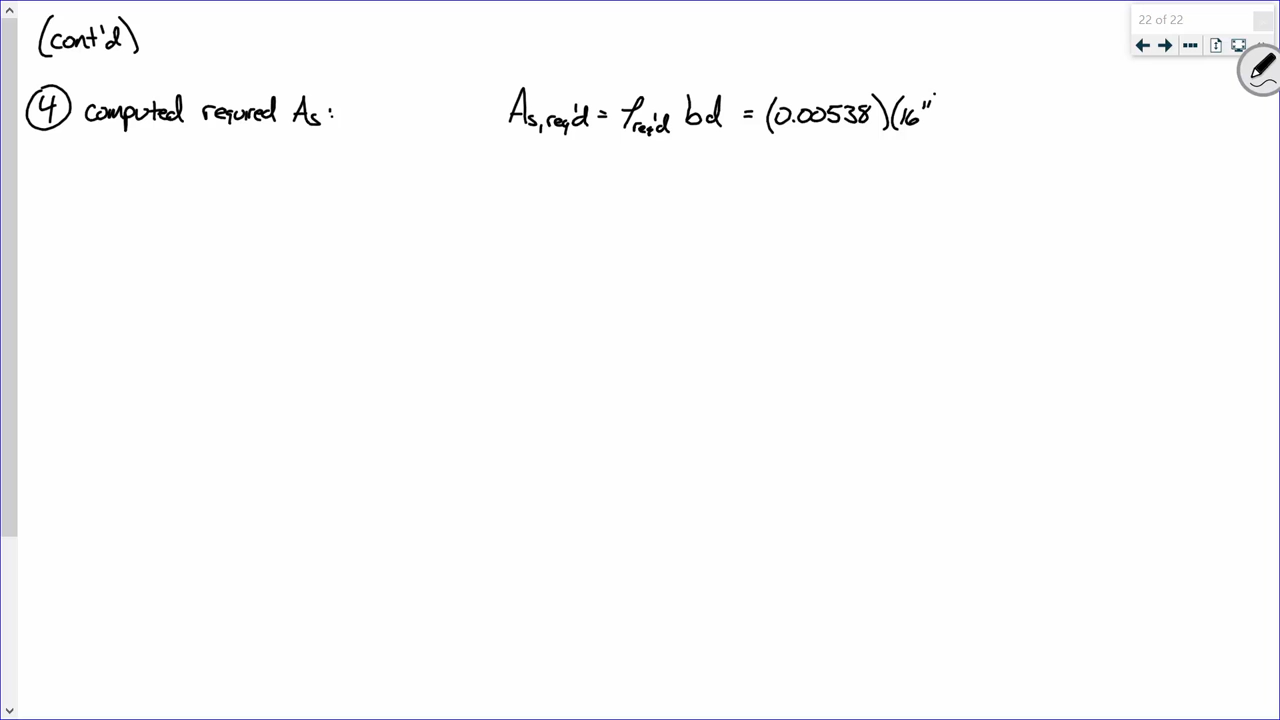 22 of 22
(cont'd)
④ computed required As: As,req'd = ρreq'd bd = (0.00538)(16"